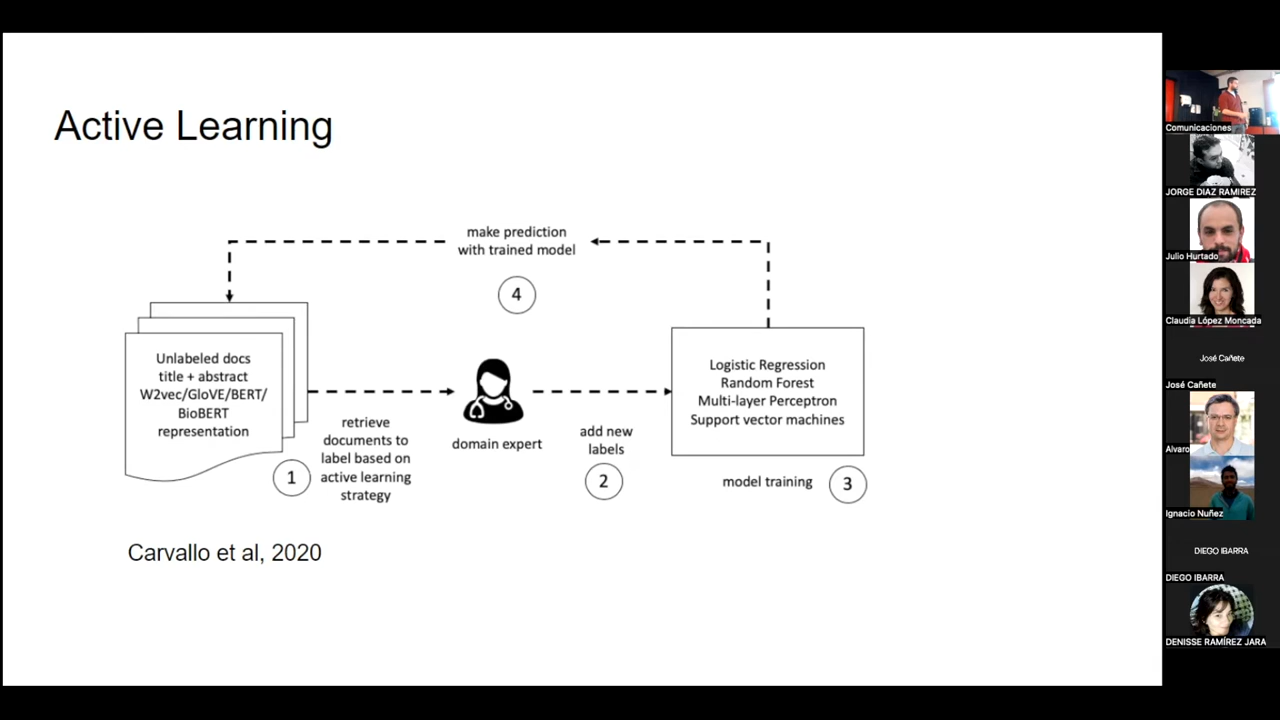 Active Learning
make prediction
with trained model
4
Unlabeled docs
title + abstract
W2vec/GloVE/BERT/
BioBERT
representation
1
retrieve
documents to
label based on
active learning
strategy
domain expert
add new
labels
2
Logistic Regression
Random Forest
Multi-layer Perceptron
Support vector machines
model training
3
Carvallo et al, 2020
Comunicaciones
JORGE DIAZ RAMIREZ
Julio Hurtado
Claudia López Moncada
José Cañete
José Cañete
Alvaro
Ignacio Nuñez
DIEGO IBARRA
DIEGO IBARRA
DENISSE RAMÍREZ JARA